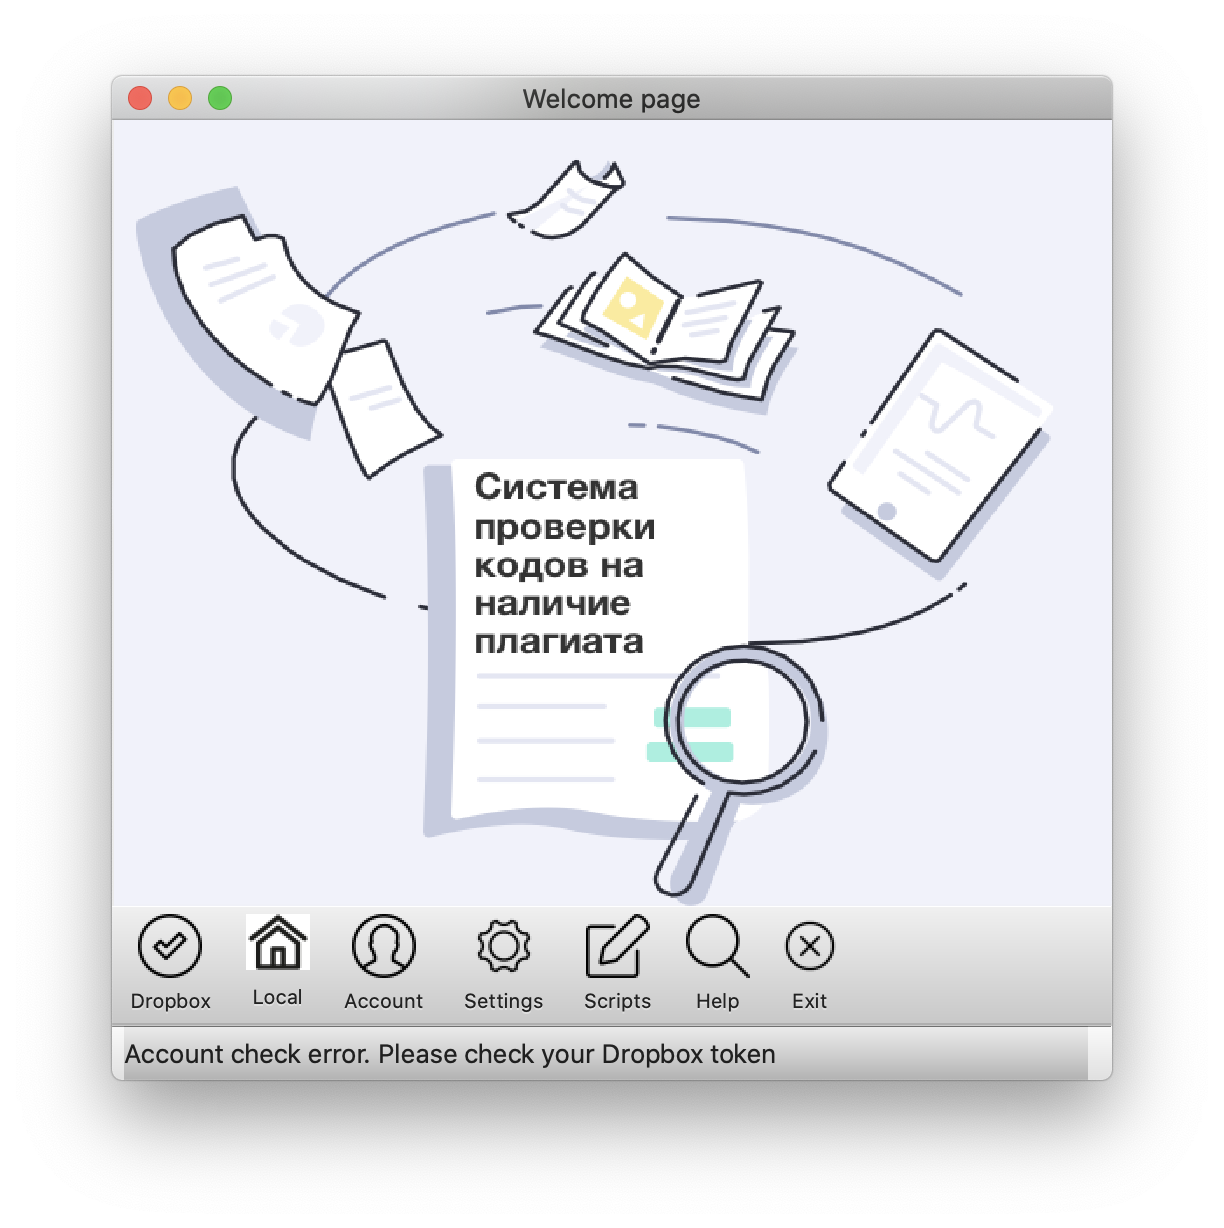 Welcome page
Система
проверки
кодов на
наличие
плагиата
Dropbox Local Account Settings Scripts Help Exit
Account check error. Please check your Dropbox token